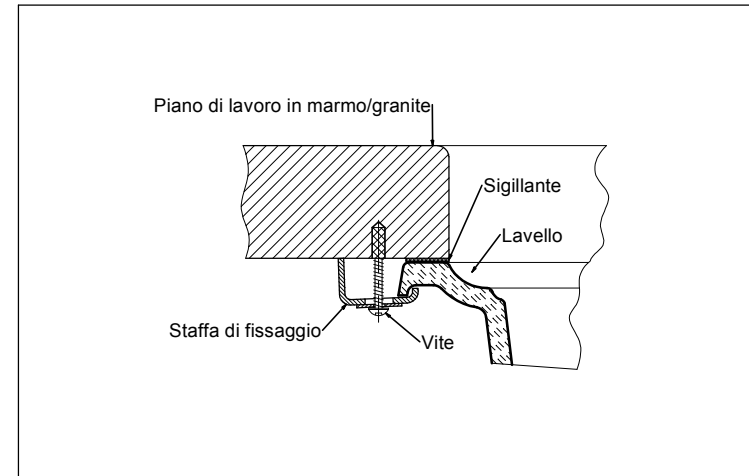 Piano di lavoro in marmo/granite
Sigillante
Lavello
Staffa di fissaggio
Vite